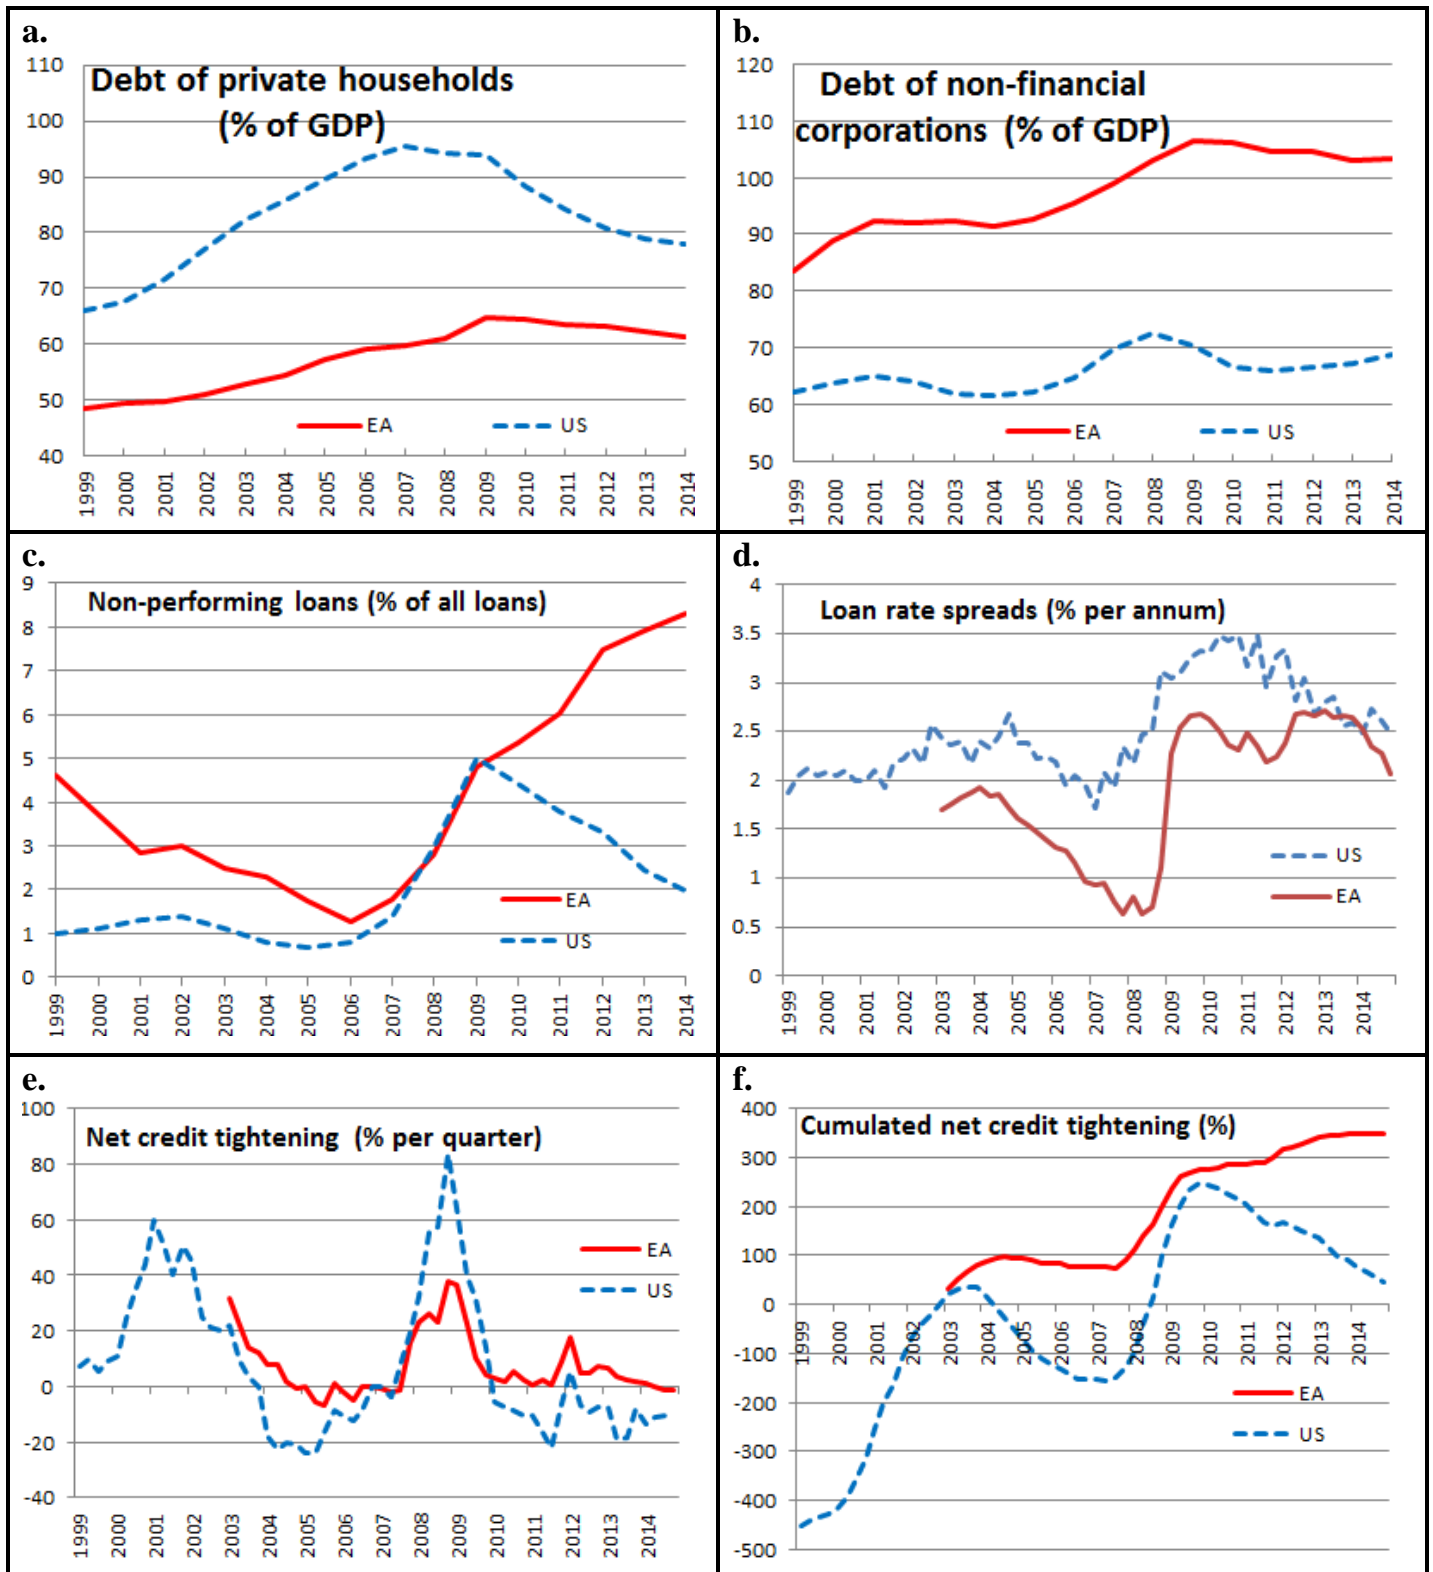 a.
Debt of private households
(% of GDP)
110
100
90
80
70
60
50
40
EA
US
1999 2000 2001 2002 2003 2004 2005 2006 2007 2008 2009 2010 2011 2012 2013 2014
b.
Debt of non-financial
corporations (% of GDP)
120
110
100
90
80
70
60
50
EA
US
1999 2000 2001 2002 2003 2004 2005 2006 2007 2008 2009 2010 2011 2012 2013 2014
c.
Non-performing loans (% of all loans)
9
8
7
6
5
4
3
2
1
0
EA
US
1999 2000 2001 2002 2003 2004 2005 2006 2007 2008 2009 2010 2011 2012 2013 2014
d.
Loan rate spreads (% per annum)
4
3.5
3
2.5
2
1.5
1
0.5
0
US
EA
1999 2000 2001 2002 2003 2004 2005 2006 2007 2008 2009 2010 2011 2012 2013 2014
e.
Net credit tightening (% per quarter)
100
80
60
40
20
0
-20
-40
EA
US
1999 2000 2001 2002 2003 2004 2005 2006 2007 2008 2009 2010 2011 2012 2013 2014
f.
Cumulated net credit tightening (%)
400
300
200
100
0
-100
-200
-300
-400
-500
1999 2000 2001 2002 2003 2004 2005 2006 2007 2008 2009 2010 2011 2012 2013 2014
EA
US